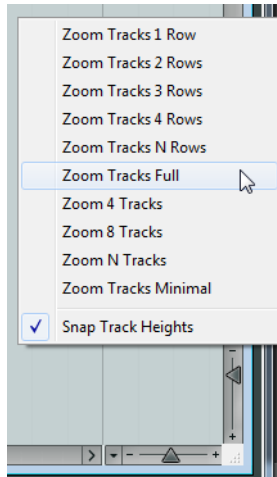 Zoom Tracks 1 Row
Zoom Tracks 2 Rows
Zoom Tracks 3 Rows
Zoom Tracks 4 Rows
Zoom Tracks N Rows
Zoom Tracks Full
Zoom 4 Tracks
Zoom 8 Tracks
Zoom N Tracks
Zoom Tracks Minimal
Snap Track Heights